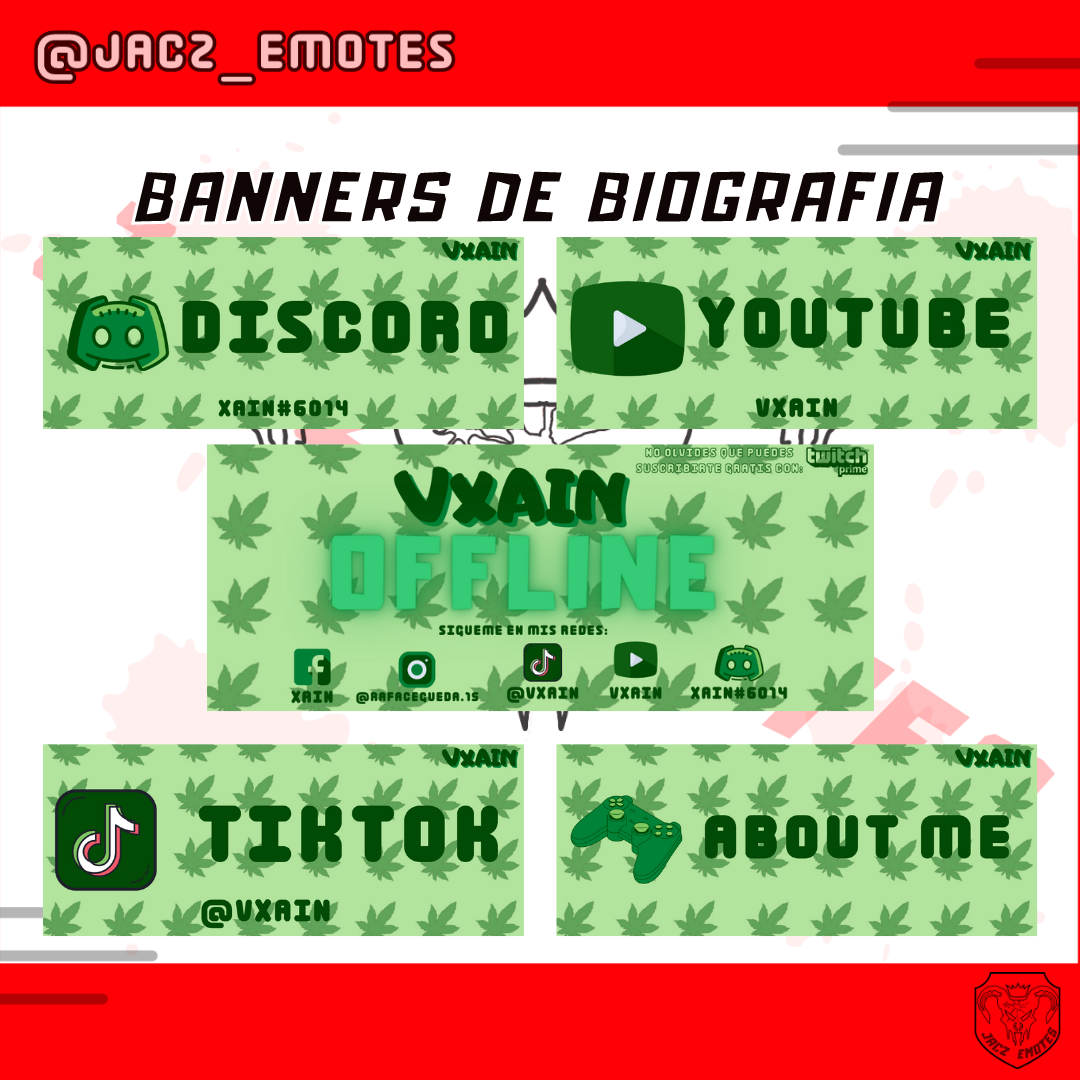 @JACZ_EMOTES
BANNERS DE BIOGRAFIA
VXAIN
DISCORD
XAIN#6014
VXAIN
YOUTUBE
VXAIN
NO OLVIDES QUE PUEDES
SUSCRIBIRTE GRATIS CON:
twitch
prime
VXAIN
OFFLINE
SIGUEME EN MIS REDES:
XAIN
@RAFACEGUEDA.15
@VXAIN
VXAIN
XAIN#6014
VXAIN
TIKTOK
@VXAIN
VXAIN
ABOUT ME
JACZ EMOTES